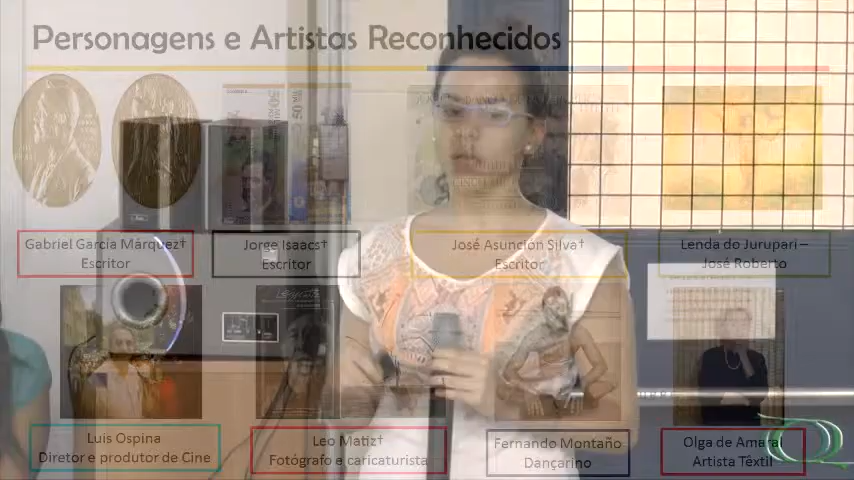 Personagens e Artistas Reconhecidos
Gabriel García Márquez†
Escritor
Jorge Isaacs†
Escritor
José Asunción Silva†
Escritor
Lenda do Jurupari –
José Roberto
Luis Ospina
Diretor e produtor de Cine
Leo Matiz†
Fotógrafo e caricaturista
Fernando Montaño
Dançarino
Olga de Amaral
Artista Têxtil